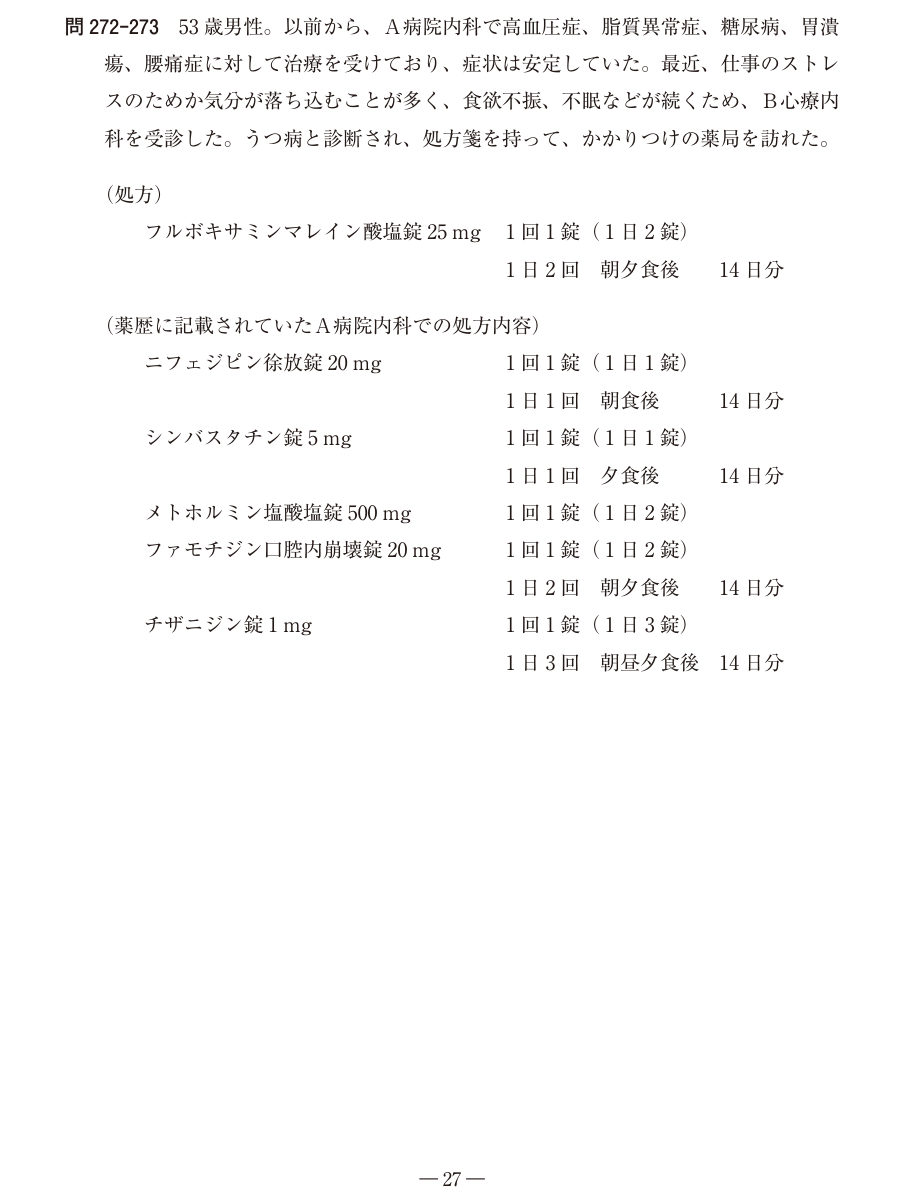 問 272-273　53 歳男性。以前から、A病院内科で高血圧症、脂質異常症、糖尿病、胃潰
瘍、腰痛症に対して治療を受けており、症状は安定していた。最近、仕事のストレ
スのためか気分が落ち込むことが多く、食欲不振、不眠などが続くため、B心療内
科を受診した。うつ病と診断され、処方箋を持って、かかりつけの薬局を訪れた。
（処方）
フルボキサミンマレイン酸塩錠 25 mg　1 回 1 錠（1 日 2 錠）
1 日 2 回　朝夕食後　14 日分
（薬歴に記載されていたA病院内科での処方内容）
ニフェジピン徐放錠 20 mg　1 回 1 錠（1 日 1 錠）
1 日 1 回　朝食後　14 日分
シンバスタチン錠 5 mg　1 回 1 錠（1 日 1 錠）
1 日 1 回　夕食後　14 日分
メトホルミン塩酸塩錠 500 mg　1 回 1 錠（1 日 2 錠）
ファモチジン口腔内崩壊錠 20 mg　1 回 1 錠（1 日 2 錠）
1 日 2 回　朝夕食後　14 日分
チザニジン錠 1 mg　1 回 1 錠（1 日 3 錠）
1 日 3 回　朝昼夕食後　14 日分
― 27 ―